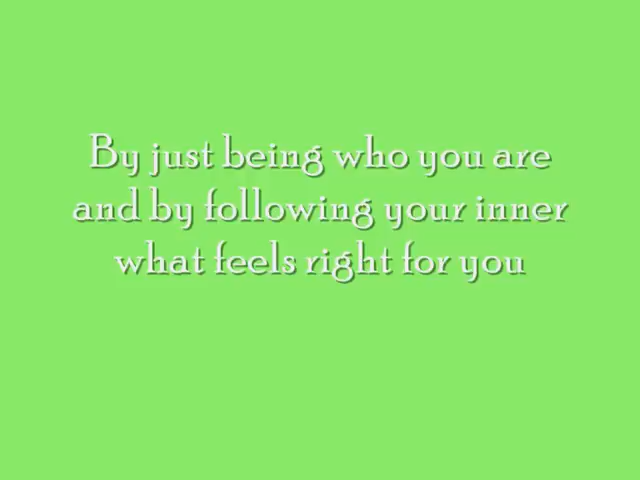 By just being who you are
and by following your inner
what feels right for you